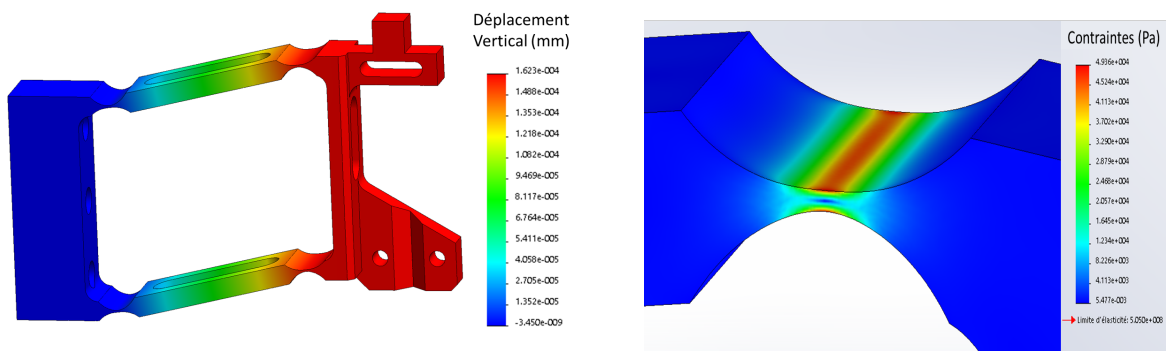 Déplacement
Vertical (mm)
1.623e-004
1.488e-004
1.353e-004
1.218e-004
1.082e-004
9.469e-005
8.117e-005
6.764e-005
5.411e-005
4.058e-005
2.705e-005
1.352e-005
-3.450e-009
Contraintes (Pa)
4.936e+004
4.524e+004
4.113e+004
3.702e+004
3.290e+004
2.879e+004
2.468e+004
2.057e+004
1.645e+004
1.234e+004
8.226e+003
4.113e+003
5.477e-003
Limite d'élasticité: 5.050e+008